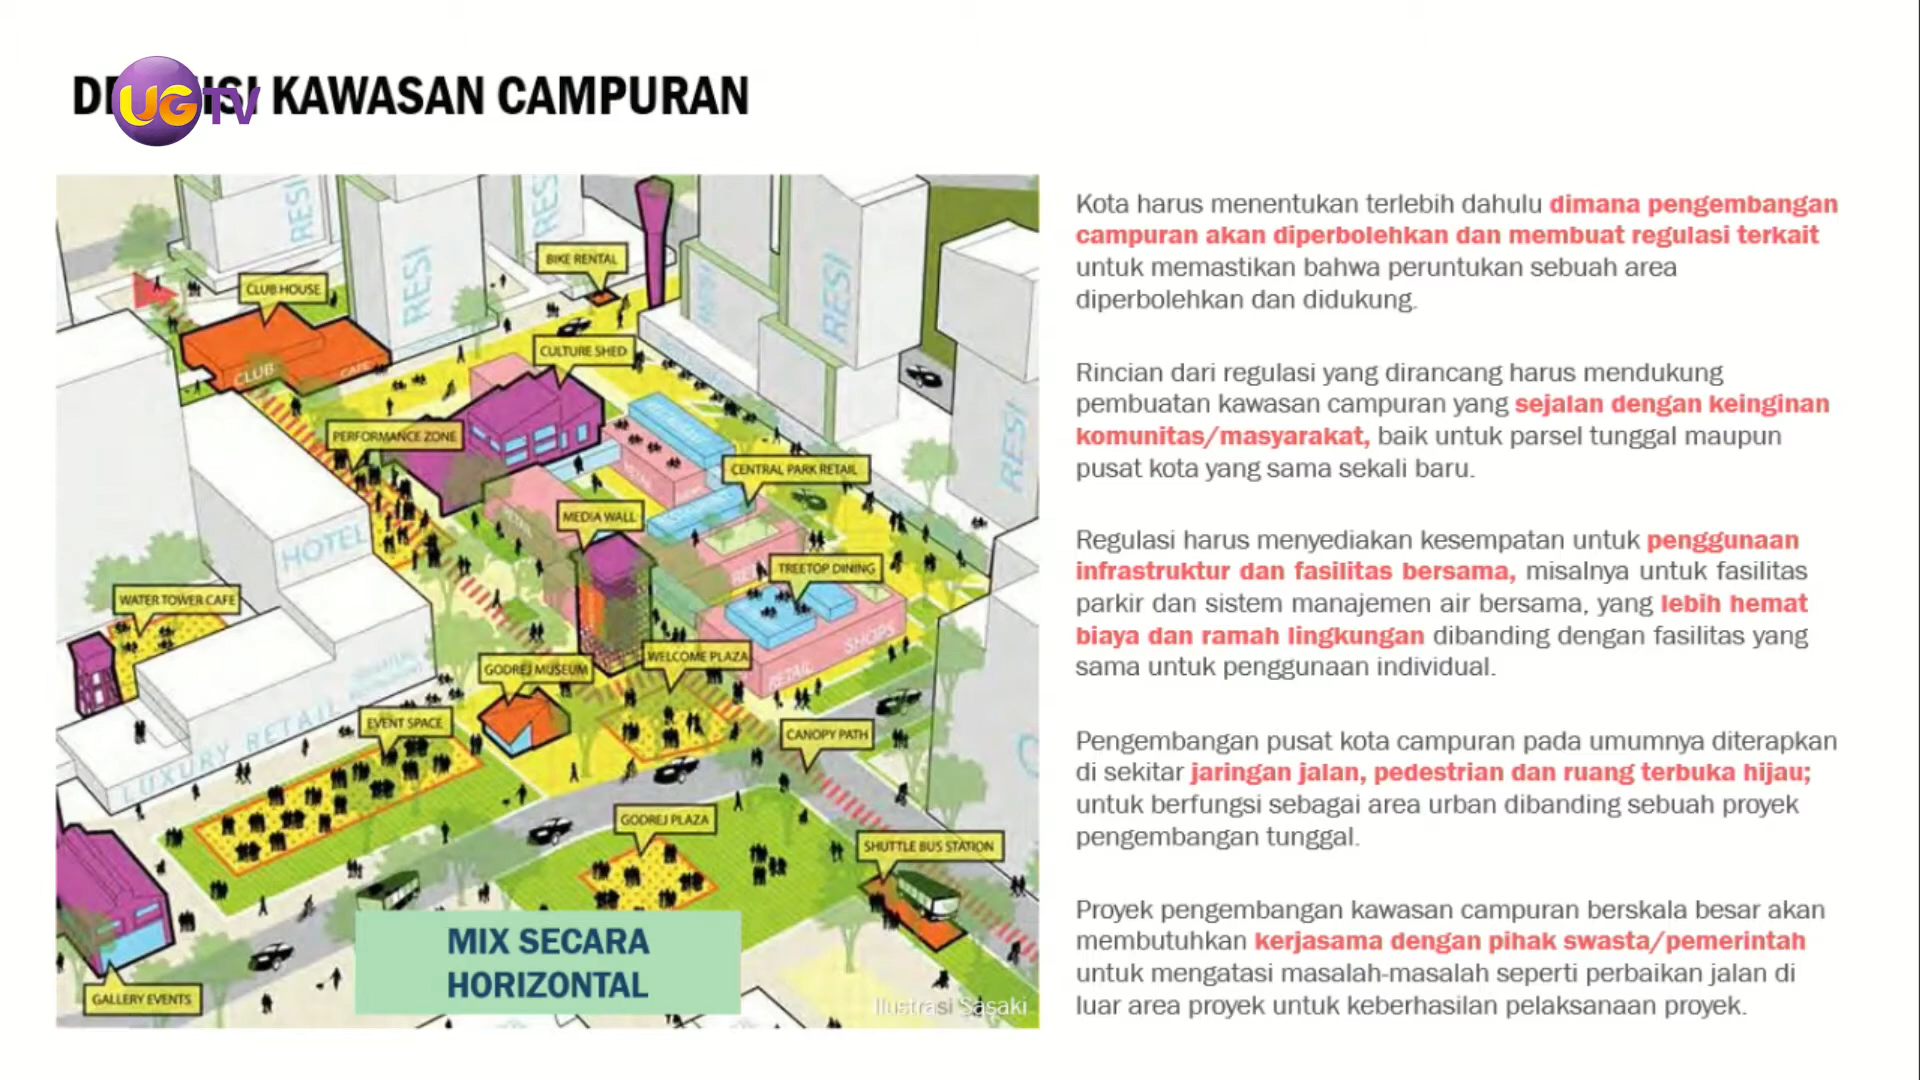 UGTV
KAWASAN CAMPURAN
RESI
RESI
RESI
RESI
RESI
RESI
BIKE RENTAL
CLUB HOUSE
CULTURE SHED
CLUB
CAFE
PERFORMANCE ZONE
CENTRAL PARK RETAIL
MEDIA WALL
HOTEL
TREETOP DINING
WATER TOWER CAFE
RETAIL SHOPS
WELCOME PLAZA
GODREJ MUSEUM
EVENT SPACE
LUXURY RETAIL
CANOPY PATH
GODREJ PLAZA
SHUTTLE BUS STATION
GALLERY EVENTS
MIX SECARA
HORIZONTAL
Ilustrasi Sasaki
Kota harus menentukan terlebih dahulu dimana pengembangan
campuran akan diperbolehkan dan membuat regulasi terkait
untuk memastikan bahwa peruntukan sebuah area
diperbolehkan dan didukung.
Rincian dari regulasi yang dirancang harus mendukung
pembuatan kawasan campuran yang sejalan dengan keinginan
komunitas/masyarakat, baik untuk parsel tunggal maupun
pusat kota yang sama sekali baru.
Regulasi harus menyediakan kesempatan untuk penggunaan
infrastruktur dan fasilitas bersama, misalnya untuk fasilitas
parkir dan sistem manajemen air bersama, yang lebih hemat
biaya dan ramah lingkungan dibanding dengan fasilitas yang
sama untuk penggunaan individual.
Pengembangan pusat kota campuran pada umumnya diterapkan
di sekitar jaringan jalan, pedestrian dan ruang terbuka hijau;
untuk berfungsi sebagai area urban dibanding sebuah proyek
pengembangan tunggal.
Proyek pengembangan kawasan campuran berskala besar akan
membutuhkan kerjasama dengan pihak swasta/pemerintah
untuk mengatasi masalah-masalah seperti perbaikan jalan di
luar area proyek untuk keberhasilan pelaksanaan proyek.